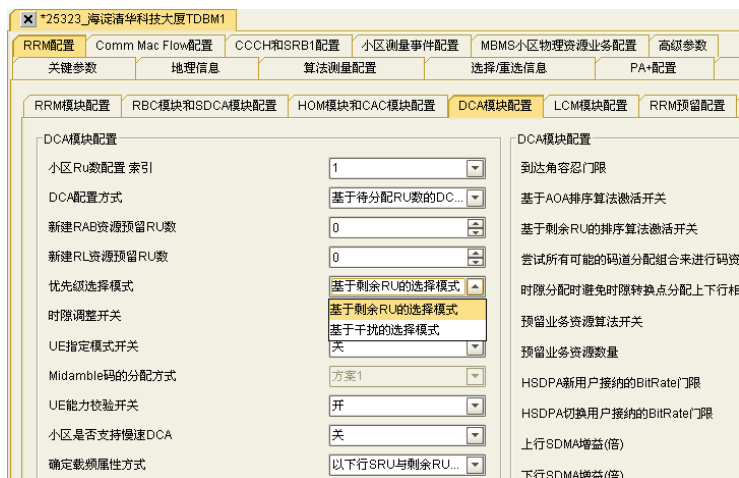 *25323_海淀清华科技大厦TDBM1
RRM配置 Comm Mac Flow配置 CCCH和SRB1配置 小区测量事件配置 MBMS小区物理资源业务配置 高级参数
关键参数 地理信息 算法测量配置 选择/重选信息 PA+配置
RRM模块配置 RBC模块和SDCA模块配置 HOM模块和CAC模块配置 DCA模块配置 LCM模块配置 RRM预留配置
DCA模块配置 DCA模块配置
小区Ru数配置 索引 1 到达角容忍门限
DCA配置方式 基于待分配RU数的DC... 基于AOA排序算法激活开关
新建RAB资源预留RU数 0 基于剩余RU的排序算法激活开关
新建RL资源预留RU数 0 尝试所有可能的码道分配组合来进行码资
优先级选择模式 基于剩余RU的选择模式 时隙分配时避免时隙转换点分配上下行相
时隙调整开关 基于剩余RU的选择模式 预留业务资源算法开关
基于干扰的选择模式
UE指定模式开关 关 预留业务资源数量
Midamble码的分配方式 方案1 HSDPA新用户接纳的BitRate门限
UE能力校验开关 开 HSDPA切换用户接纳的BitRate门限
小区是否支持慢速DCA 关 上行SDMA增益(倍)
确定载频属性方式 以下行SRU与剩余RU... 下行SDMA增益(倍)